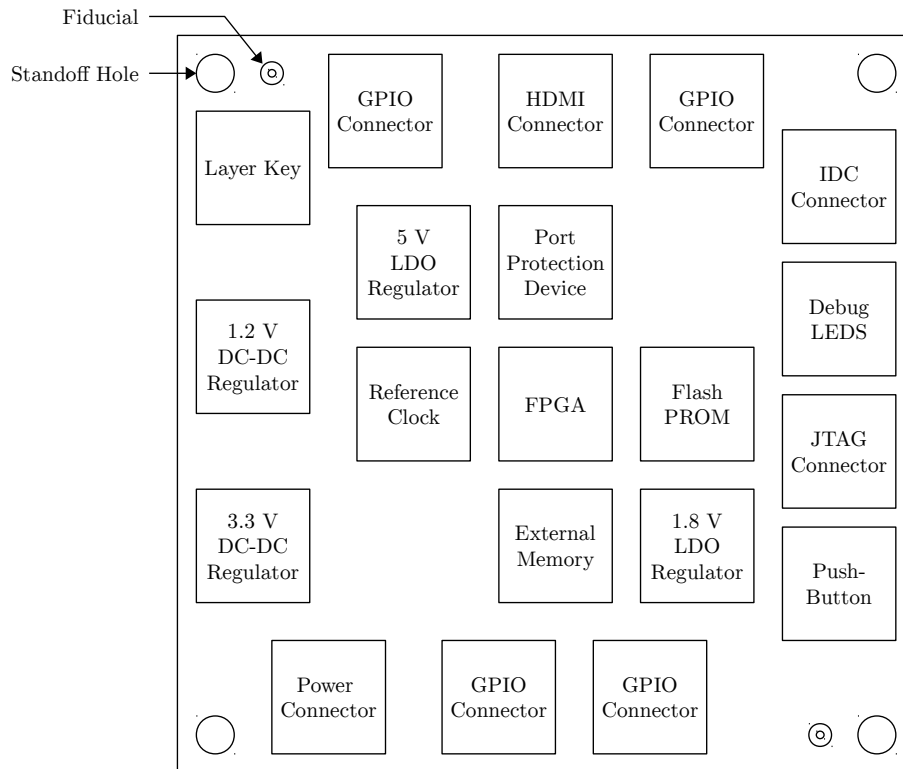 Fiducial
Standoff Hole
GPIO
Connector
HDMI
Connector
GPIO
Connector
Layer Key
IDC
Connector
5 V
LDO
Regulator
Port
Protection
Device
Debug
LEDS
1.2 V
DC-DC
Regulator
Reference
Clock
FPGA
Flash
PROM
JTAG
Connector
3.3 V
DC-DC
Regulator
External
Memory
1.8 V
LDO
Regulator
Push-
Button
Power
Connector
GPIO
Connector
GPIO
Connector